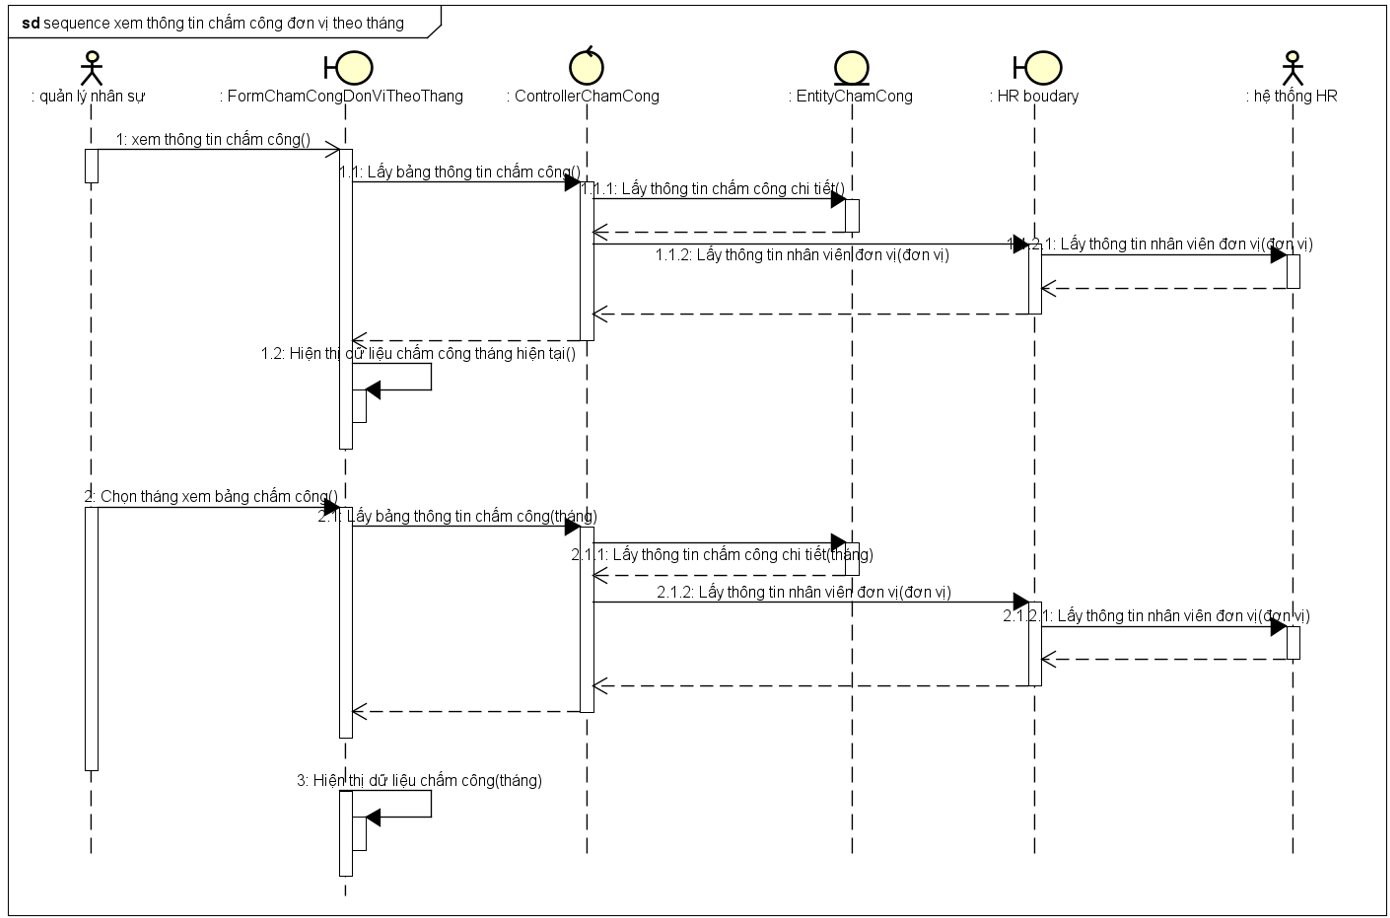 sd sequence xem thông tin chấm công đơn vị theo tháng
: quản lý nhân sự
: FormChamCongDonViTheoThang
: ControllerChamCong
: EntityChamCong
: HR boudary
: hệ thống HR
1: xem thông tin chấm công()
1.1: Lấy bảng thông tin chấm công()
1.1.1: Lấy thông tin chấm công chi tiết()
1.1.2.1: Lấy thông tin nhân viên đơn vị(đơn vị)
1.1.2: Lấy thông tin nhân viên đơn vị(đơn vị)
1.2: Hiện thị dữ liệu chấm công tháng hiện tại()
2: Chọn tháng xem bảng chấm công()
2.1: Lấy bảng thông tin chấm công(tháng)
2.1.1: Lấy thông tin chấm công chi tiết(tháng)
2.1.2: Lấy thông tin nhân viên đơn vị(đơn vị)
2.1.2.1: Lấy thông tin nhân viên đơn vị(đơn vị)
3: Hiện thị dữ liệu chấm công(tháng)